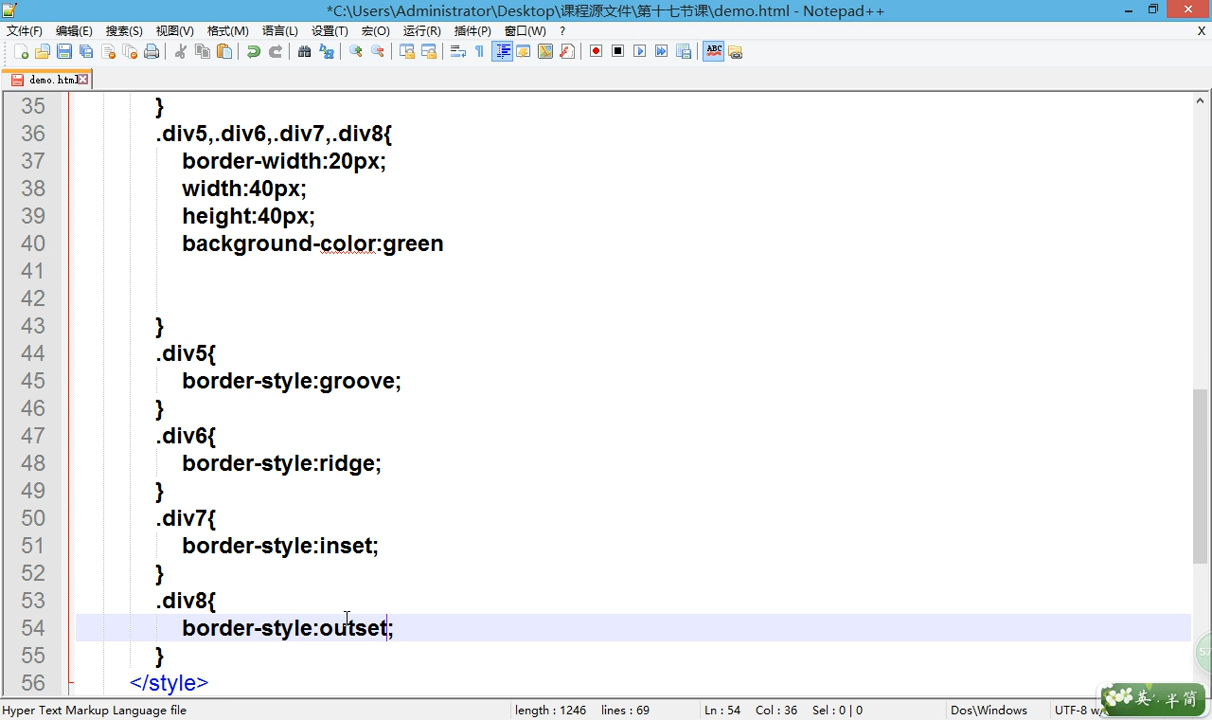 *C:\Users\Administrator\Desktop\课程源文件\第十七节课\demo.html - Notepad++
文件(F) 编辑(E) 搜索(S) 视图(V) 格式(M) 语言(L) 设置(T) 宏(O) 运行(R) 插件(P) 窗口(W) ? X
ABC
demo.html
35 }
36 .div5,.div6,.div7,.div8{
37 border-width:20px;
38 width:40px;
39 height:40px;
40 background-color:green
41
42
43 }
44 .div5{
45 border-style:groove;
46 }
47 .div6{
48 border-style:ridge;
49 }
50 .div7{
51 border-style:inset;
52 }
53 .div8{
54 border-style:outset;
55 }
56 </style>
57
Hyper Text Markup Language file length : 1246 lines : 69 Ln : 54 Col : 36 Sel : 0 | 0 Dos\Windows UTF-8
英 半 简